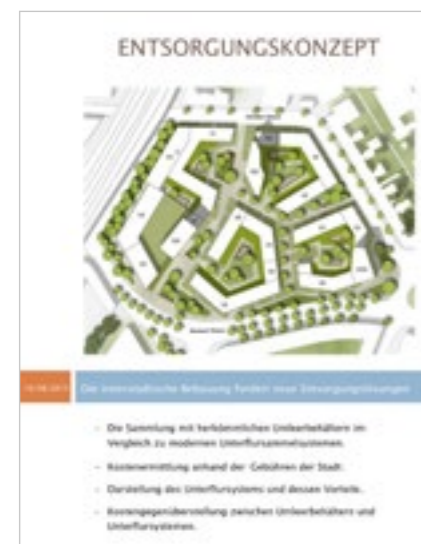 ENTSORGUNGSKONZEPT
Die innerstädtische Bebauung fordert neue Entsorgungslösungen
- Die Sammlung mit herkömmlichen Umleerbehältern im
Vergleich zu modernen Unterflursammelsystemen.
- Kostenermittlung anhand der Gebühren der Stadt.
- Darstellung des Unterflursystems und dessen Vorteile.
- Kostengegenüberstellung zwischen Umleerbehältern und
Unterflursystemen.